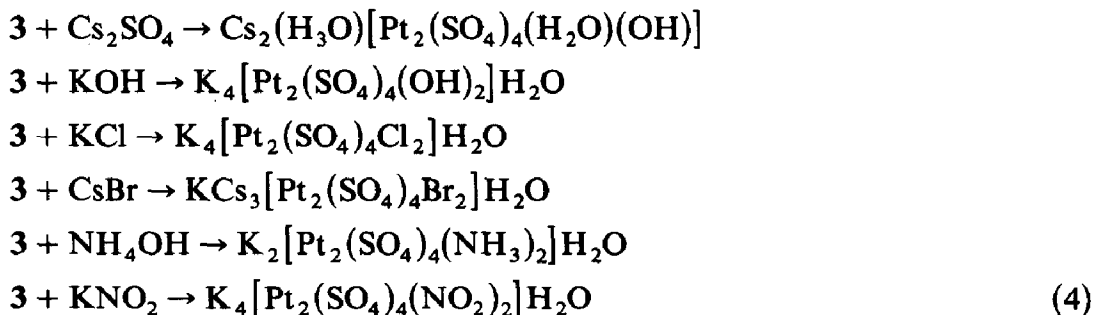 3 + Cs₂SO₄ → Cs₂(H₃O)[Pt₂(SO₄)₄(H₂O)(OH)]
3 + KOH → K₄[Pt₂(SO₄)₄(OH)₂]H₂O
3 + KCl → K₄[Pt₂(SO₄)₄Cl₂]H₂O
3 + CsBr → KCs₃[Pt₂(SO₄)₄Br₂]H₂O
3 + NH₄OH → K₂[Pt₂(SO₄)₄(NH₃)₂]H₂O
3 + KNO₂ → K₄[Pt₂(SO₄)₄(NO₂)₂]H₂O (4)